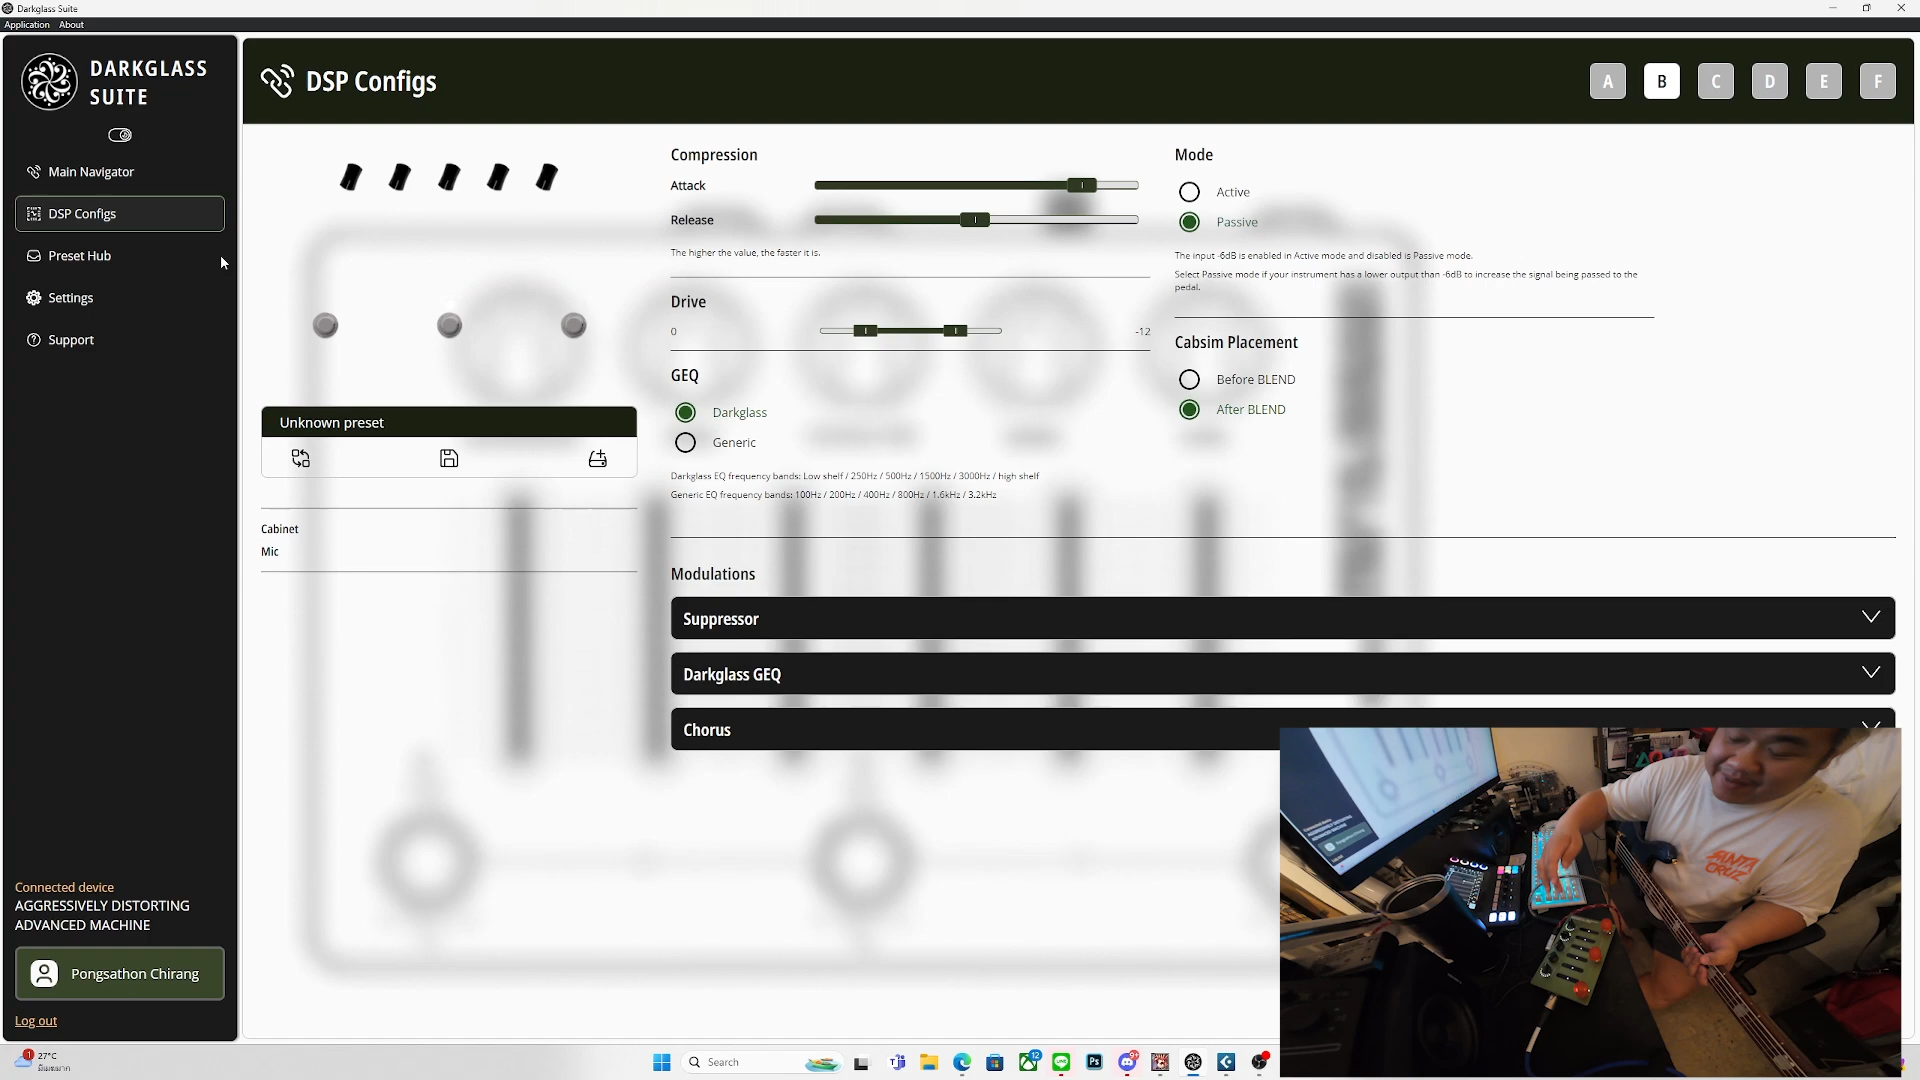 Darkglass Suite
Application About
DARKGLASS
SUITE
Main Navigator
DSP Configs
Preset Hub
Settings
Support
Connected device
AGGRESSIVELY DISTORTING
ADVANCED MACHINE
Pongsathon Chirang
Log out
DSP Configs
A B C D E F
Unknown preset
Cabinet
Mic
Compression
Attack
Release
The higher the value, the faster it is.
Drive
0 -12
GEQ
Darkglass
Generic
Darkglass EQ frequency bands: Low shelf / 250Hz / 500Hz / 1500Hz / 3000Hz / high shelf
Generic EQ frequency bands: 100Hz / 200Hz / 400Hz / 800Hz / 1.6kHz / 3.2kHz
Mode
Active
Passive
The input -6dB is enabled in Active mode and disabled is Passive mode.
Select Passive mode if your instrument has a lower output than -6dB to increase the signal being passed to the
pedal.
Cabsim Placement
Before BLEND
After BLEND
Modulations
Suppressor
Darkglass GEQ
Chorus
SANTA
CRUZ
1
27°C
Search
12
9+